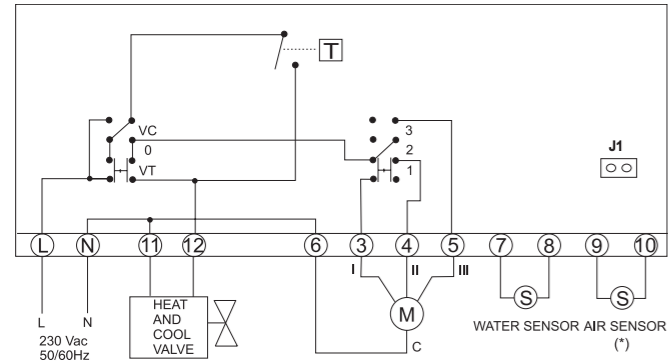 T
VC
0
VT
3
2
1
J1
L N 11 12 6 3 4 5 7 8 9 10
I II III
L N
230 Vac
50/60Hz
HEAT
AND
COOL
VALVE
M
C
S
S
WATER SENSOR AIR SENSOR
(*)